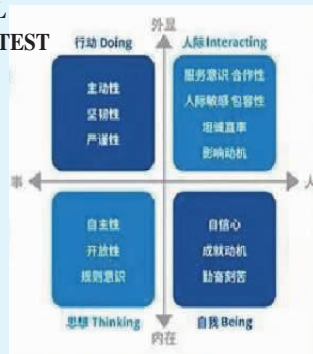 L
TEST
外显
行动 Doing
人际 Interacting
主动性
坚韧性
严谨性
服务意识 合作性
人际敏感 包容性
坦诚直率
影响动机
事
人
自主性
开放性
规则意识
自信心
成就动机
勤奋刻苦
思想 Thinking
自我 Being
内在